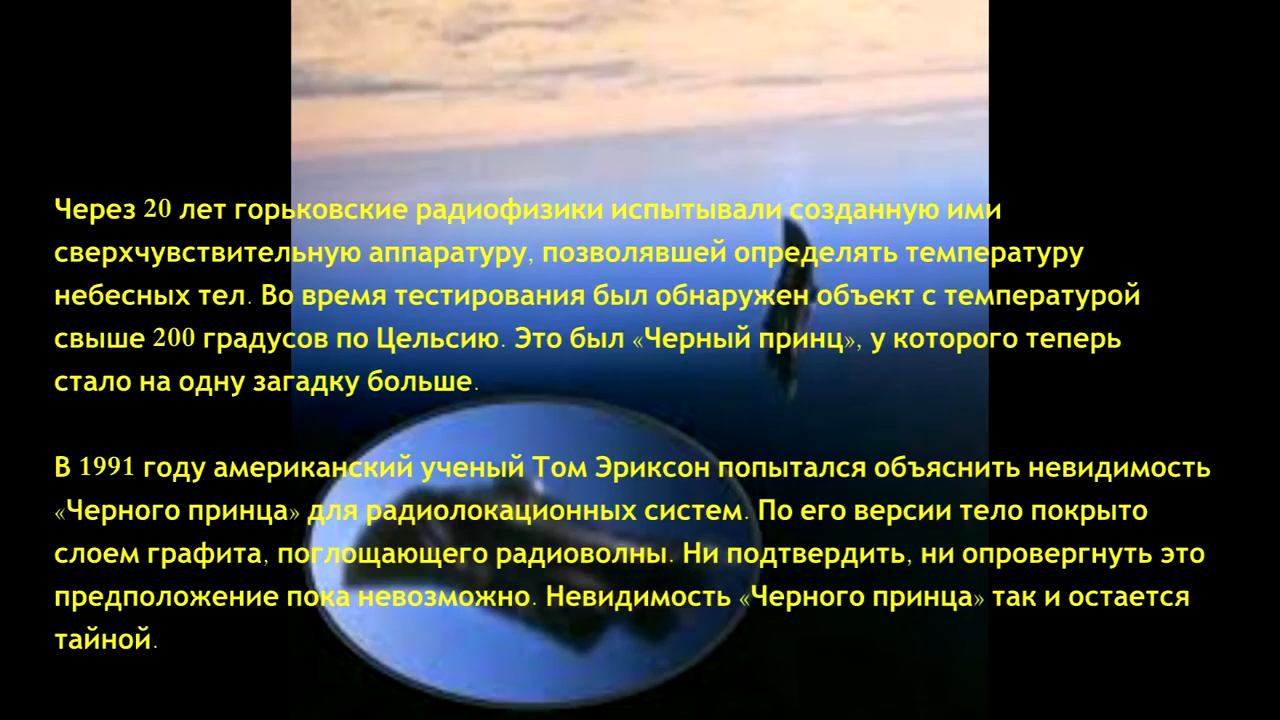 Через 20 лет горьковские радиофизики испытывали созданную ими
сверхчувствительную аппаратуру, позволявшей определять температуру
небесных тел. Во время тестирования был обнаружен объект с температурой
свыше 200 градусов по Цельсию. Это был «Черный принц», у которого теперь
стало на одну загадку больше.
В 1991 году американский ученый Том Эриксон попытался объяснить невидимость
«Черного принца» для радиолокационных систем. По его версии тело покрыто
слоем графита, поглощающего радиоволны. Ни подтвердить, ни опровергнуть это
предположение пока невозможно. Невидимость «Черного принца» так и остается
тайной.